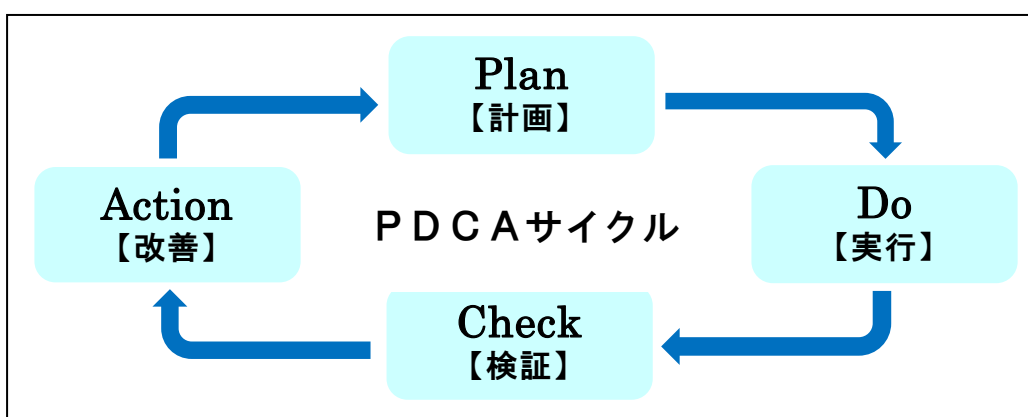 Plan
【計画】
Action
【改善】
ＰＤＣＡサイクル
Do
【実行】
Check
【検証】